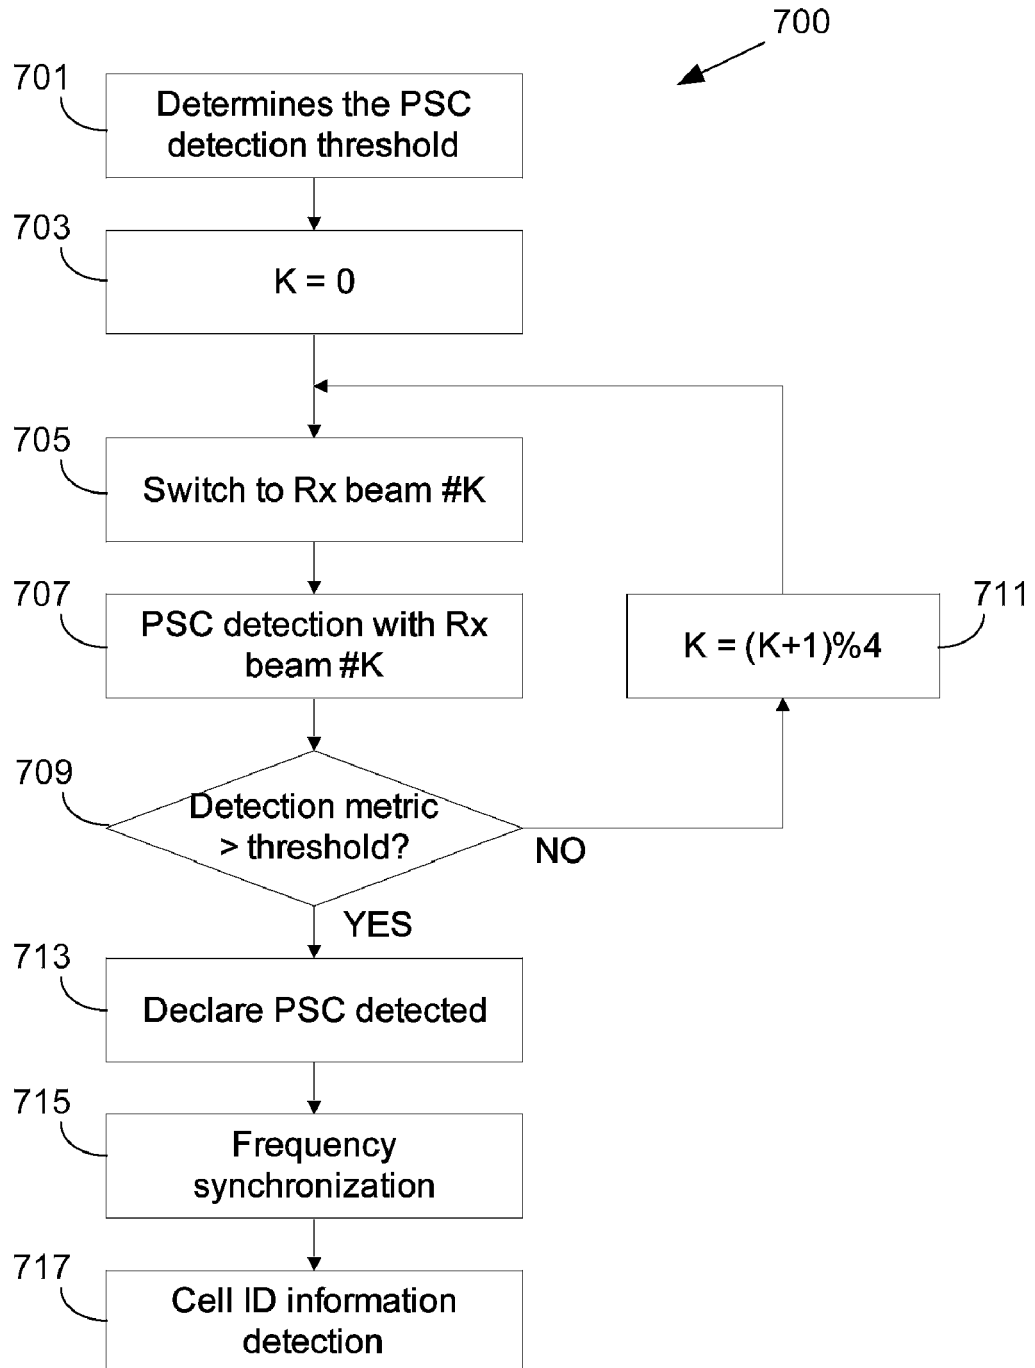 700
701
Determines the PSC
detection threshold
703
K = 0
705
Switch to Rx beam #K
707
PSC detection with Rx
beam #K
711
K = (K+1)%4
709
Detection metric
> threshold?
NO
YES
713
Declare PSC detected
715
Frequency
synchronization
717
Cell ID information
detection